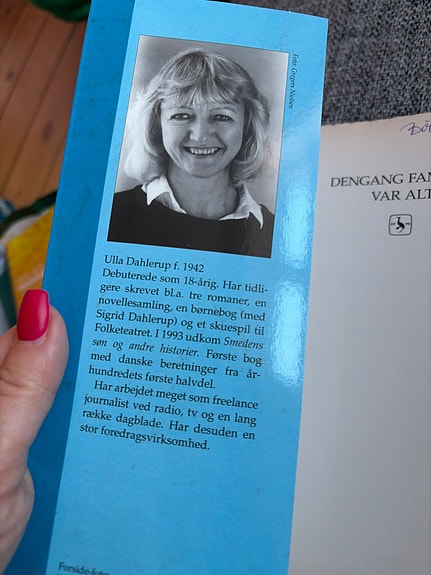 Foto: Gregers Nielsen
Ulla Dahlerup f. 1942
Debuterede som 18-årig. Har tidli-
gere skrevet bl.a. tre romaner, en
novellesamling, en børnebog (med
Sigrid Dahlerup) og et skuespil til
Folketeatret. I 1993 udkom Smedens
søn og andre historier. Første bog
med danske beretninger fra år-
hundredets første halvdel.
Har arbejdet meget som freelance
journalist ved radio, tv og en lang
række dagblade. Har desuden en
stor foredragsvirksomhed.
DENGANG FAM
VAR ALT